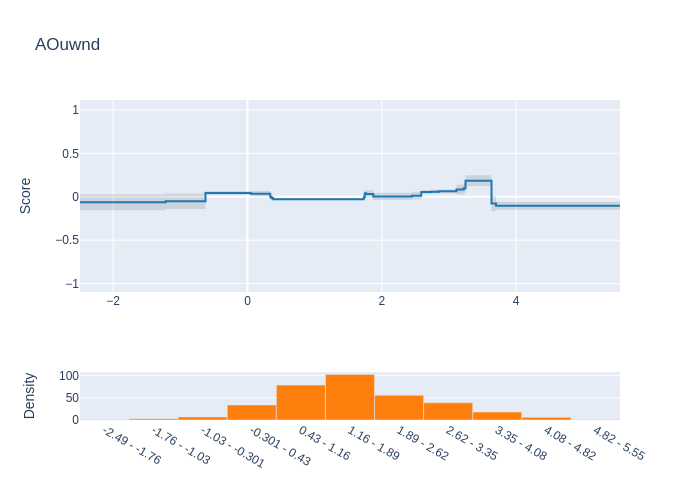 AOuwnd
1
0.5
0
−0.5
−1
Score
−2
0
2
4
100
50
0
Density
-2.49 - -1.76
-1.76 - -1.03
-1.03 - -0.301
-0.301 - 0.43
0.43 - 1.16
1.16 - 1.89
1.89 - 2.62
2.62 - 3.35
3.35 - 4.08
4.08 - 4.82
4.82 - 5.55